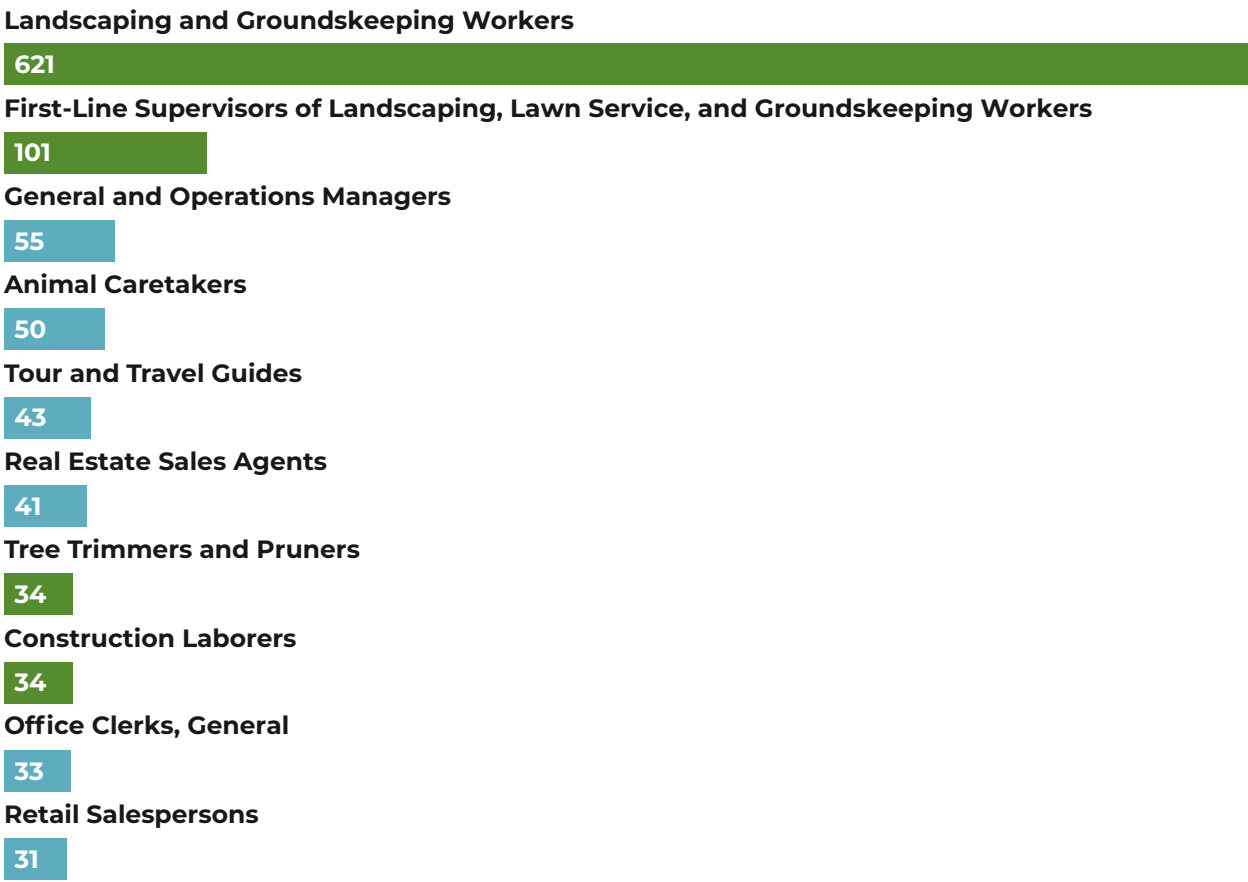 Landscaping and Groundskeeping Workers
621
First-Line Supervisors of Landscaping, Lawn Service, and Groundskeeping Workers
101
General and Operations Managers
55
Animal Caretakers
50
Tour and Travel Guides
43
Real Estate Sales Agents
41
Tree Trimmers and Pruners
34
Construction Laborers
34
Office Clerks, General
33
Retail Salespersons
31